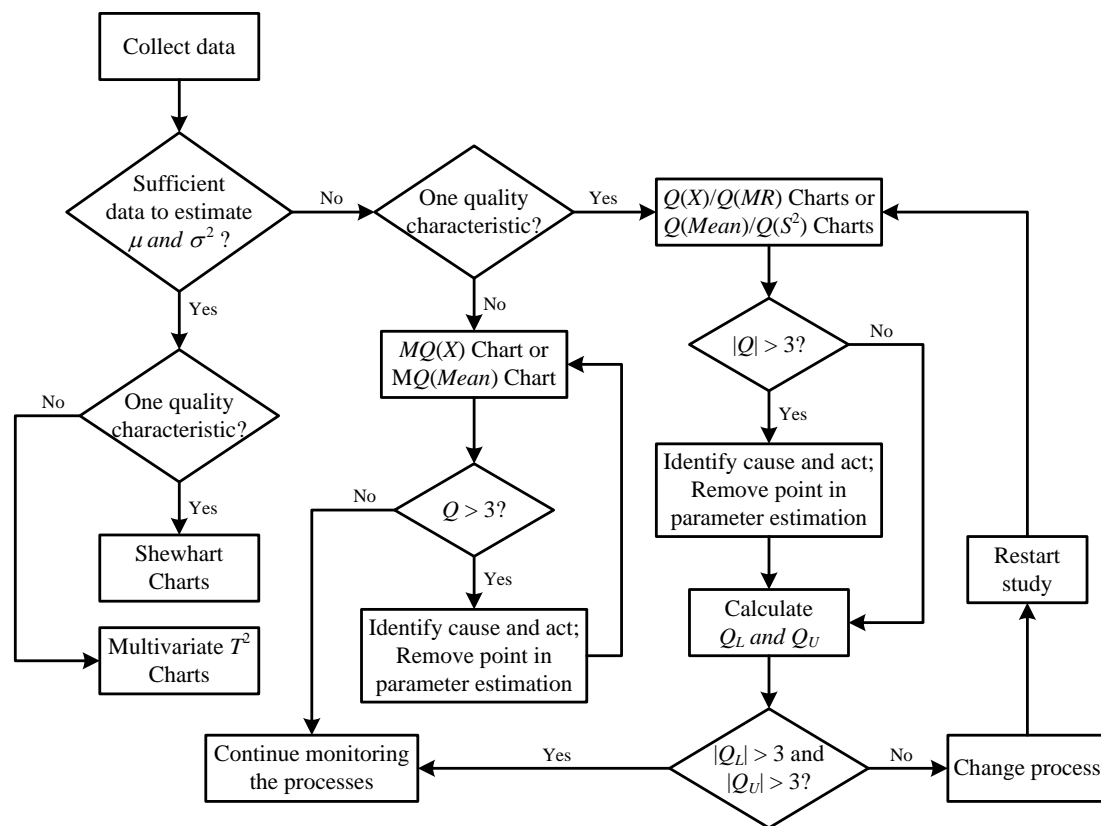 Collect data
Sufficient
data to estimate
μ and σ² ?
No
One quality
characteristic?
Yes
Q(X)/Q(MR) Charts or
Q(Mean)/Q(S²) Charts
Yes
No
|Q| > 3?
No
MQ(X) Chart or
MQ(Mean) Chart
No
One quality
characteristic?
Yes
Identify cause and act;
Remove point in
parameter estimation
No
Q > 3?
Yes
Shewhart
Charts
Yes
Restart
study
Calculate
Q_L and Q_U
Identify cause and act;
Remove point in
parameter estimation
Multivariate T²
Charts
Continue monitoring
the processes
Yes
|Q_L| > 3 and
|Q_U| > 3?
No
Change process